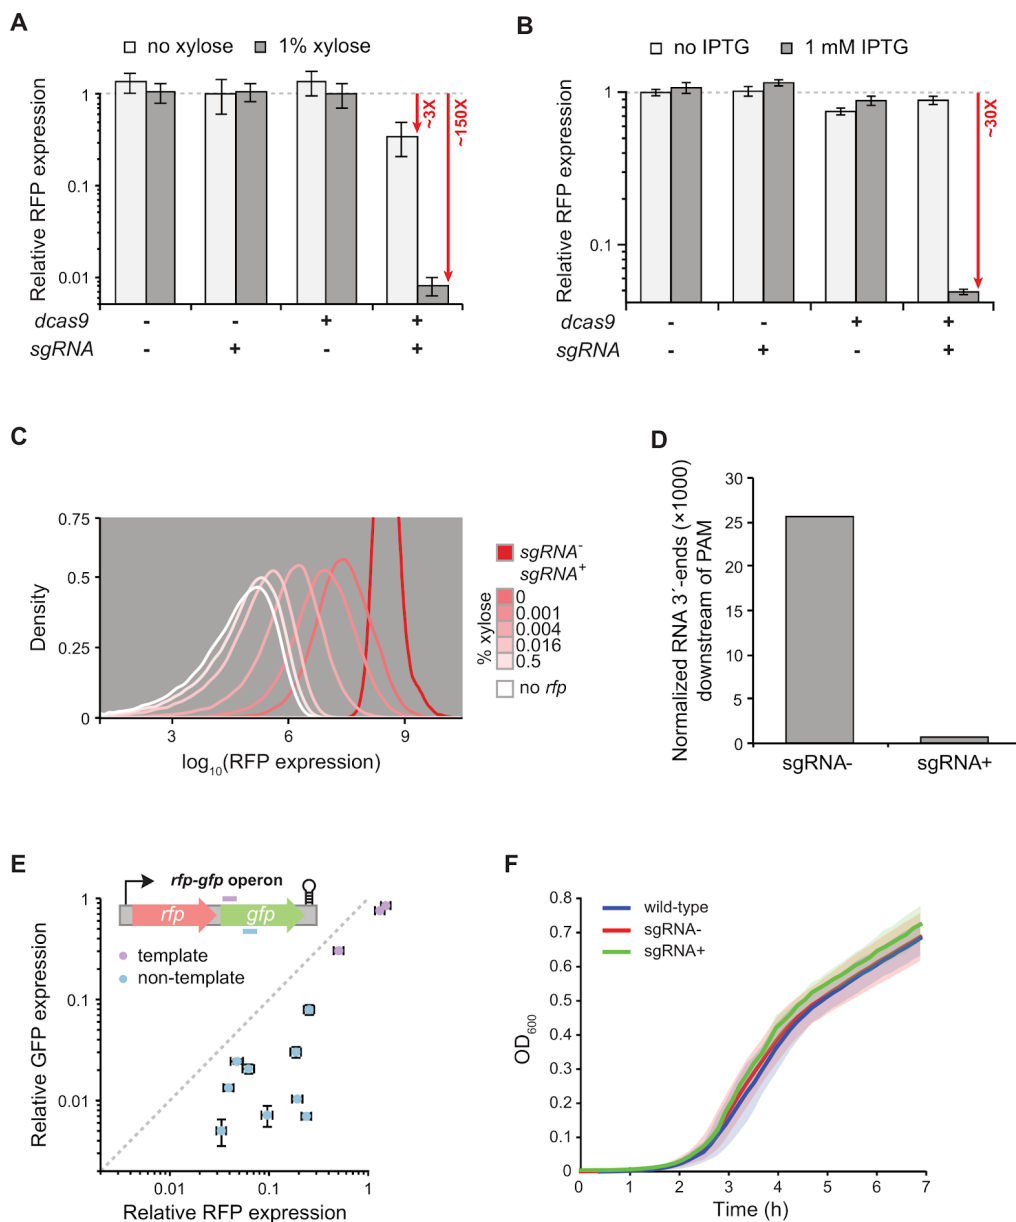 A
no xylose 1% xylose
Relative RFP expression
1
0.1
0.01
~3X
~150X
dcas9 - - + +
sgRNA - + - +
B
no IPTG 1 mM IPTG
Relative RFP expression
1
0.1
~30X
dcas9 - - + +
sgRNA - + - +
C
Density
0.75
0.5
0.25
0
3 6 9
log10(RFP expression)
sgRNA-
sgRNA+
% xylose
0
0.001
0.004
0.016
0.5
no rfp
D
Normalized RNA 3´-ends (×1000)
downstream of PAM
30
25
20
15
10
5
0
sgRNA- sgRNA+
E
rfp-gfp operon
rfp gfp
template
non-template
Relative GFP expression
1
0.1
0.01
0.01 0.1 1
Relative RFP expression
F
wild-type
sgRNA-
sgRNA+
OD600
0.8
0.7
0.6
0.5
0.4
0.3
0.2
0.1
0
0 1 2 3 4 5 6 7
Time (h)